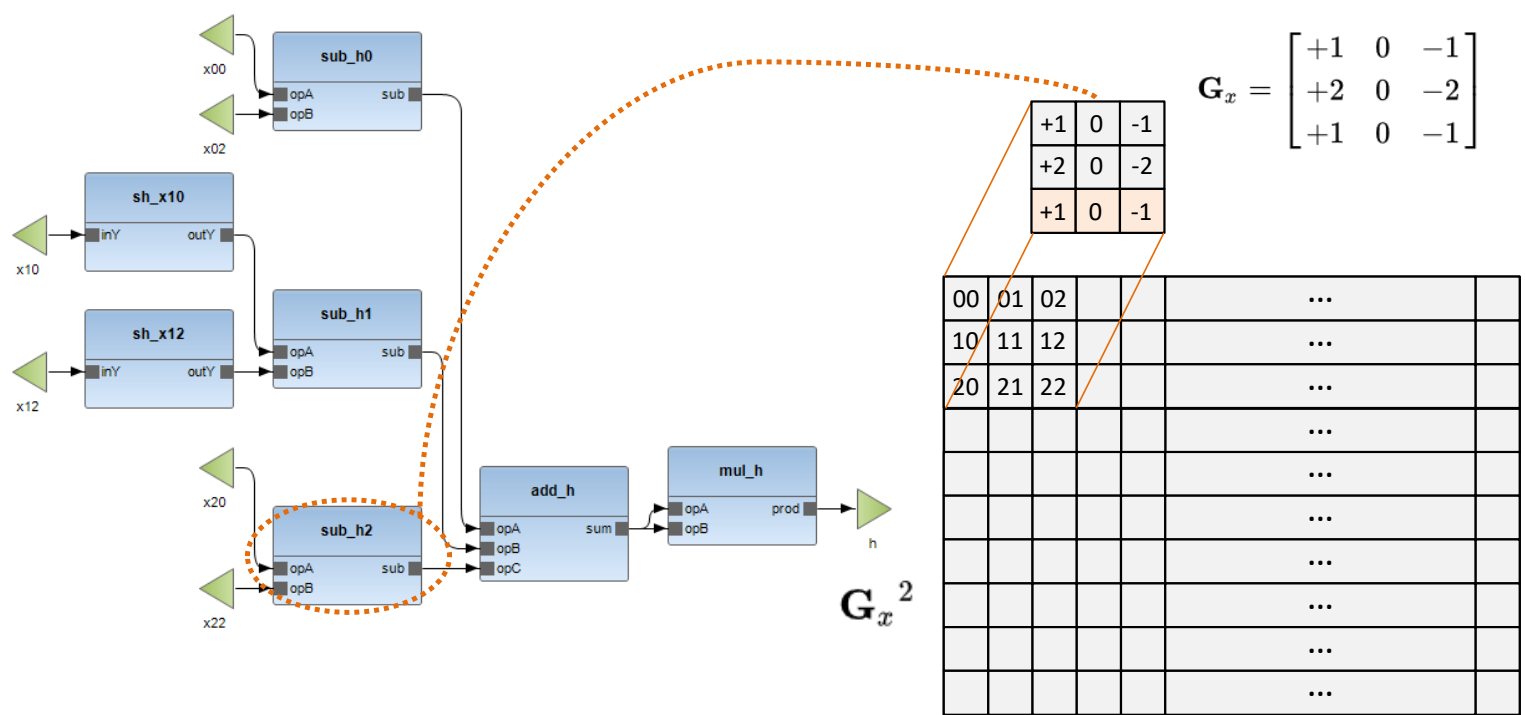 x00
x02
sub_h0
opA sub
opB
sh_x10
inY outY
x10
sh_x12
inY outY
x12
sub_h1
opA sub
opB
x20
x22
sub_h2
opA sub
opB
add_h
opA sum
opB
opC
mul_h
opA prod
opB
h
Gx²
+1 0 -1
+2 0 -2
+1 0 -1
Gx = [ +1 0 −1
+2 0 −2
+1 0 −1 ]
00 01 02 ...
10 11 12 ...
20 21 22 ...
...
...
...
...
...
...
...